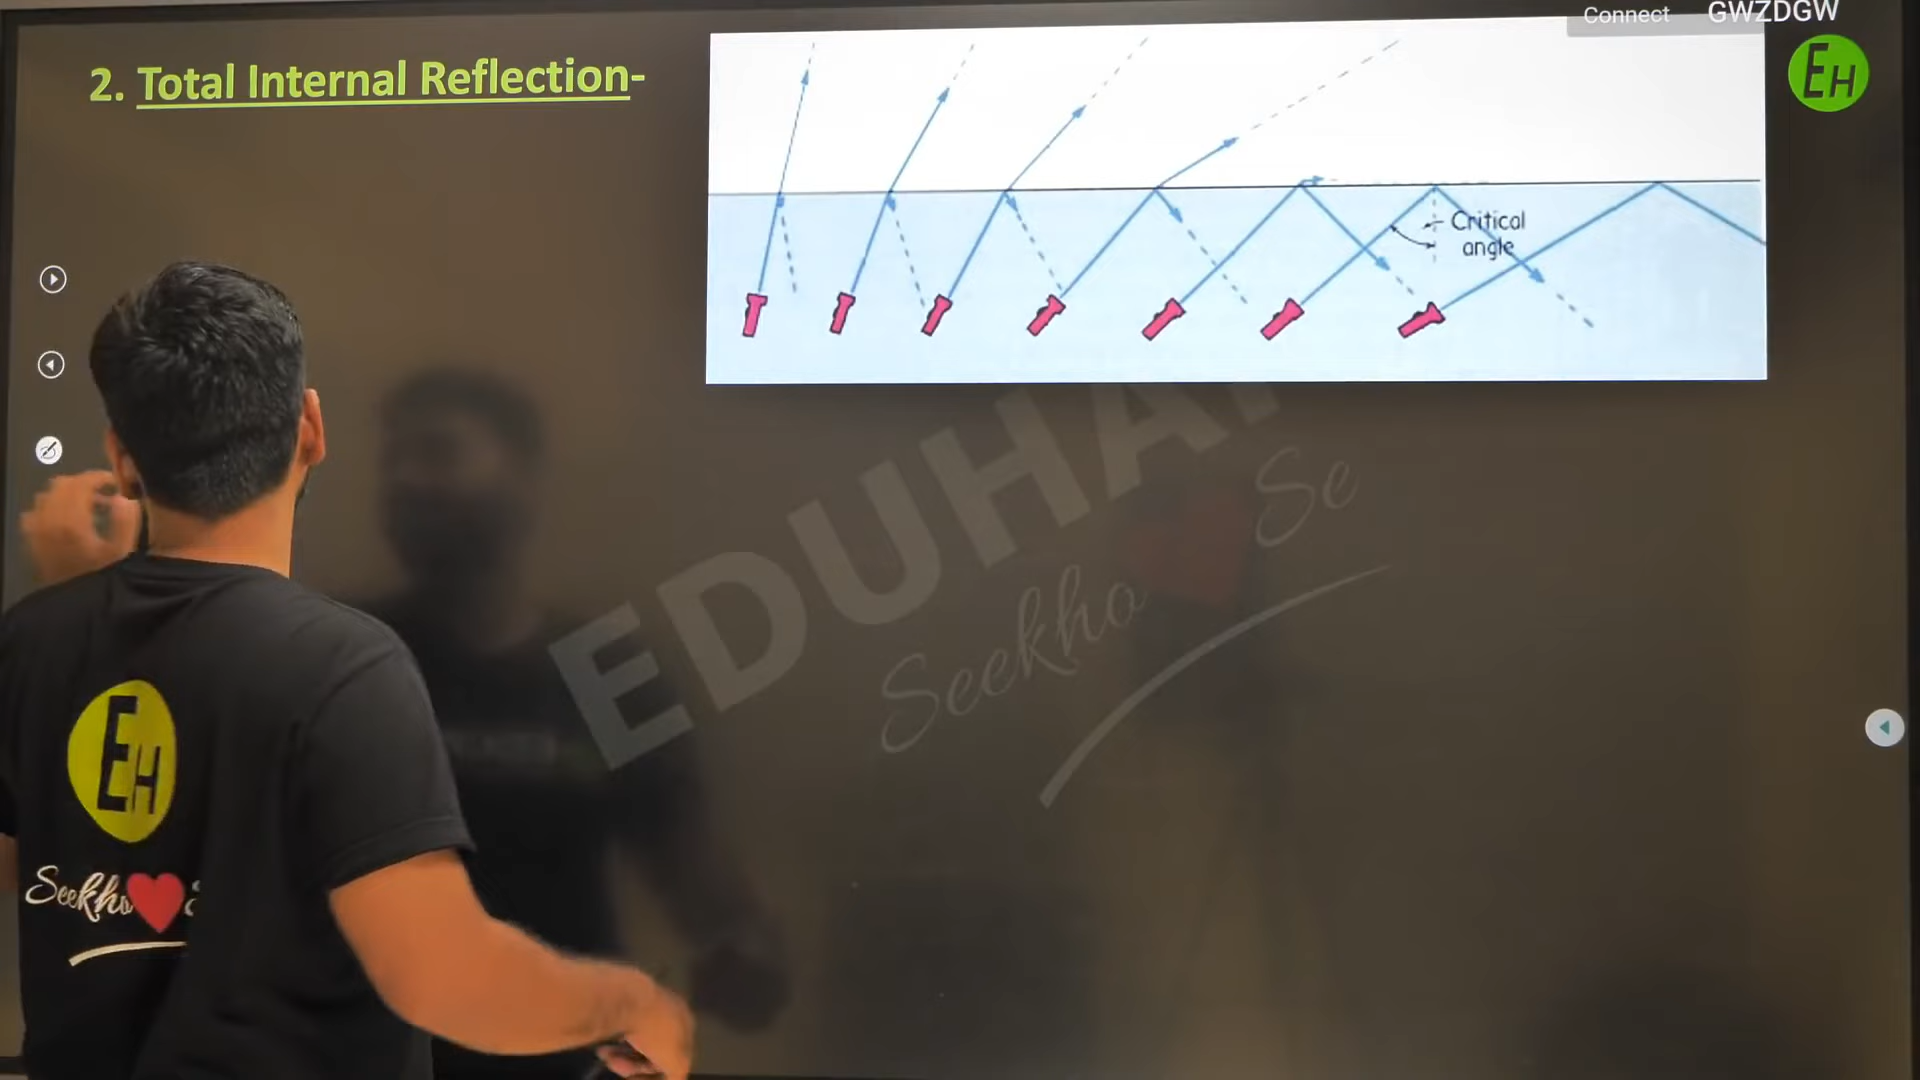 Connect GWZDGW
2. Total Internal Reflection-
EH
Critical
angle
EDUHA
Seekho Se
EH
Seekho